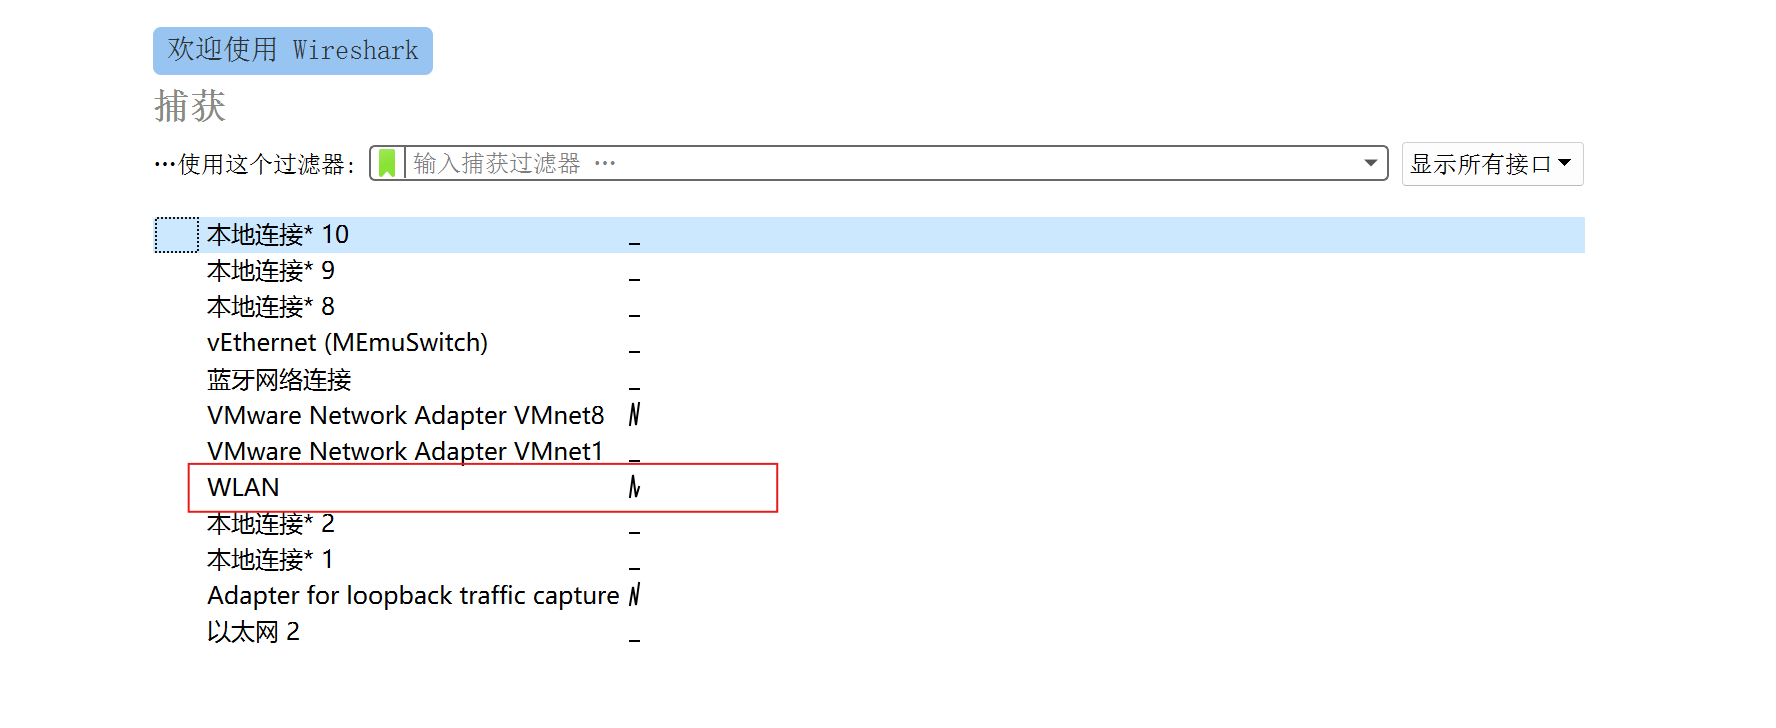 欢迎使用 Wireshark
捕获
…使用这个过滤器: 输入捕获过滤器 … 显示所有接口
本地连接* 10
本地连接* 9
本地连接* 8
vEthernet (MEmuSwitch)
蓝牙网络连接
VMware Network Adapter VMnet8
VMware Network Adapter VMnet1
WLAN
本地连接* 2
本地连接* 1
Adapter for loopback traffic capture
以太网 2